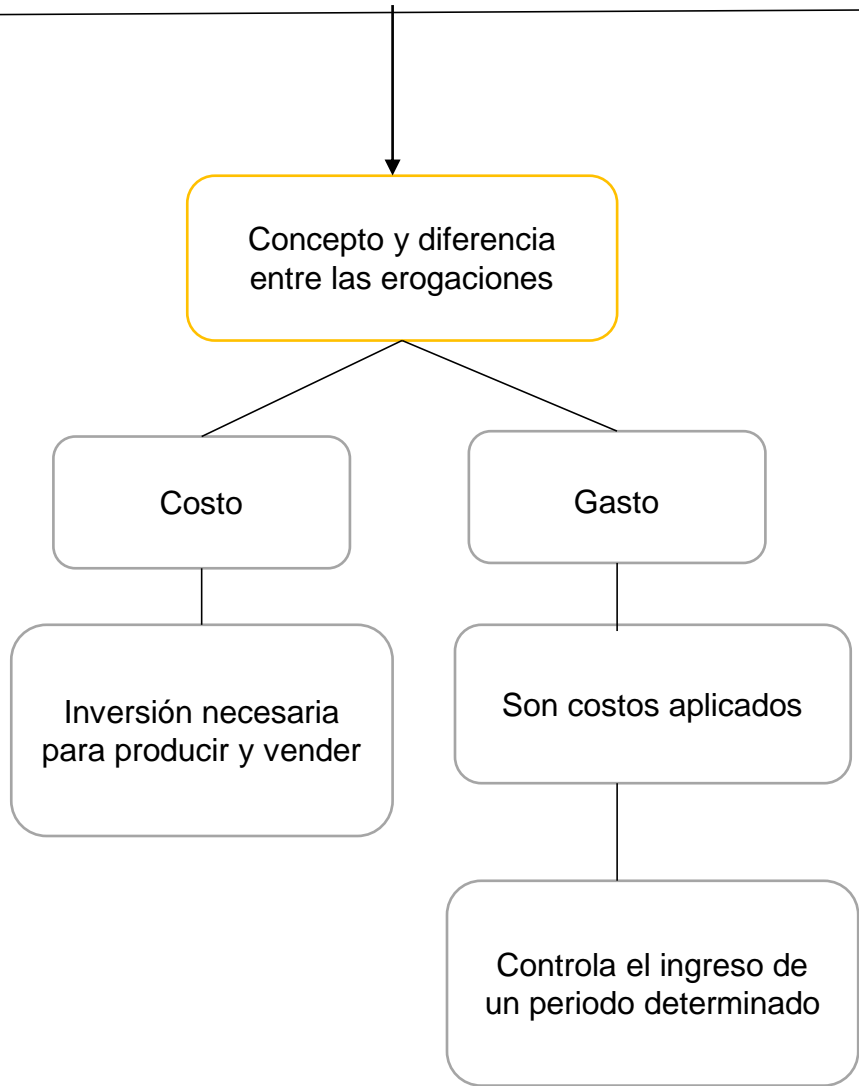 Concepto y diferencia
entre las erogaciones
Costo
Gasto
Inversión necesaria
para producir y vender
Son costos aplicados
Controla el ingreso de
un periodo determinado